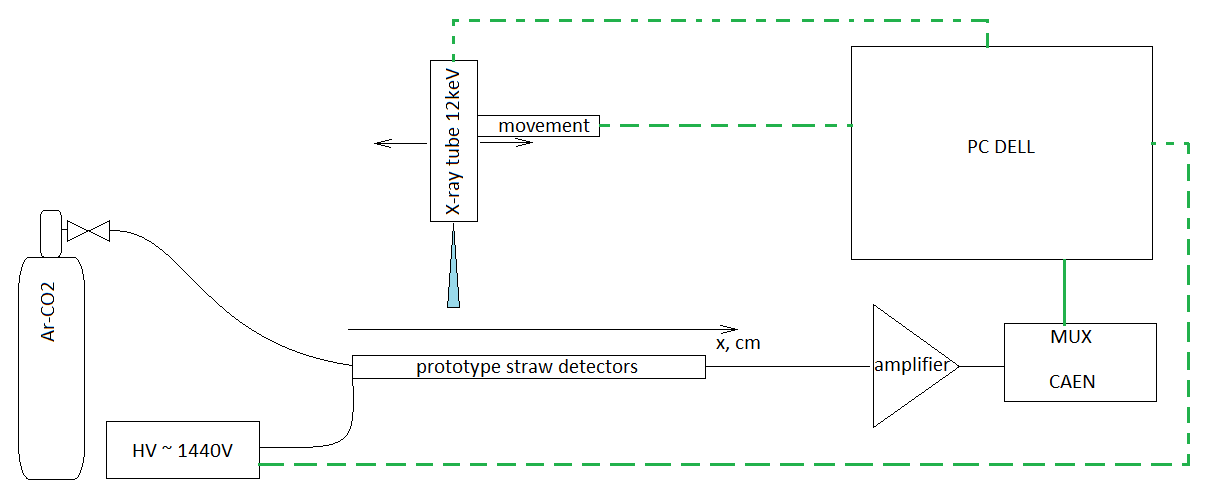 X-ray tube 12keV
movement
PC DELL
Ar-CO2
x, cm
MUX
prototype straw detectors
amplifier
CAEN
HV ~ 1440V